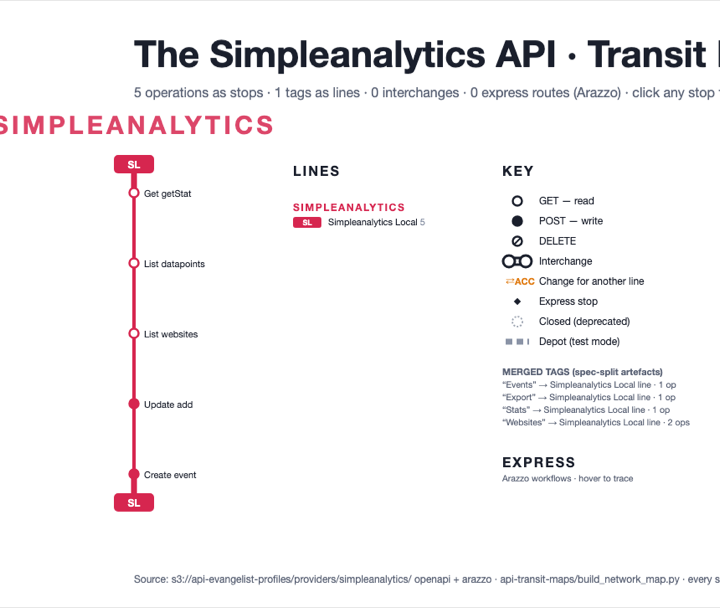 The Simpleanalytics API · Transit
5 operations as stops · 1 tags as lines · 0 interchanges · 0 express routes (Arazzo) · click any stop
SIMPLEANALYTICS
SL
Get getStat
List datapoints
List websites
Update add
Create event
SL
LINES
SIMPLEANALYTICS
SL Simpleanalytics Local 5
KEY
GET — read
POST — write
DELETE
Interchange
⇄ACC Change for another line
Express stop
Closed (deprecated)
Depot (test mode)
MERGED TAGS (spec-split artefacts)
“Events” → Simpleanalytics Local line · 1 op
“Export” → Simpleanalytics Local line · 1 op
“Stats” → Simpleanalytics Local line · 1 op
“Websites” → Simpleanalytics Local line · 2 ops
EXPRESS
Arazzo workflows · hover to trace
Source: s3://api-evangelist-profiles/providers/simpleanalytics/ openapi + arazzo · api-transit-maps/build_network_map.py · every